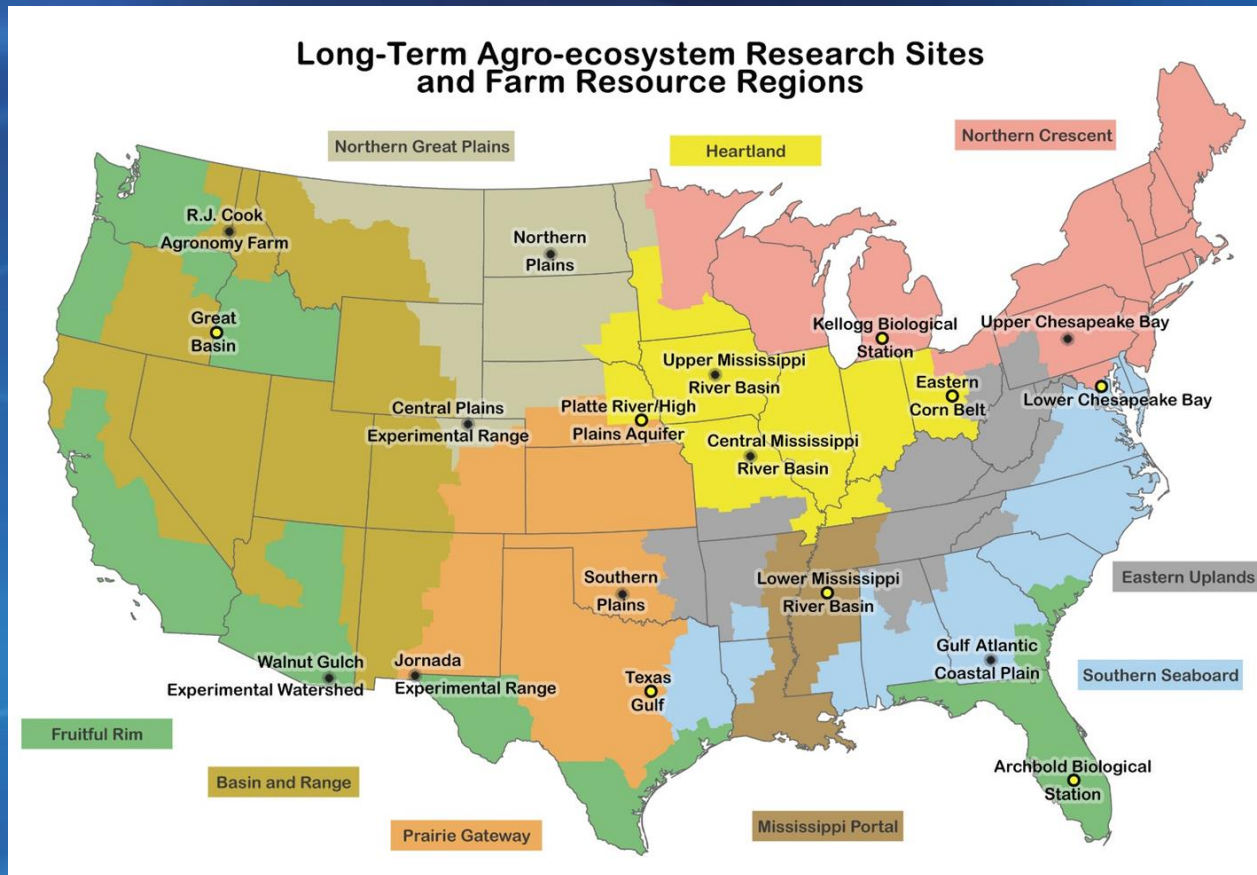 Long-Term Agro-ecosystem Research Sites
and Farm Resource Regions
Northern Great Plains
Heartland
Northern Crescent
R.J. Cook
Agronomy Farm
Northern
Plains
Great
Basin
Kellogg Biological
Station
Upper Chesapeake Bay
Upper Mississippi
River Basin
Eastern
Corn Belt
Lower Chesapeake Bay
Central Plains
Experimental Range
Platte River/High
Plains Aquifer
Central Mississippi
River Basin
Southern
Plains
Lower Mississippi
River Basin
Eastern Uplands
Walnut Gulch
Experimental Watershed
Jornada
Experimental Range
Texas
Gulf
Gulf Atlantic
Coastal Plain
Southern Seaboard
Fruitful Rim
Basin and Range
Archbold Biological
Station
Prairie Gateway
Mississippi Portal